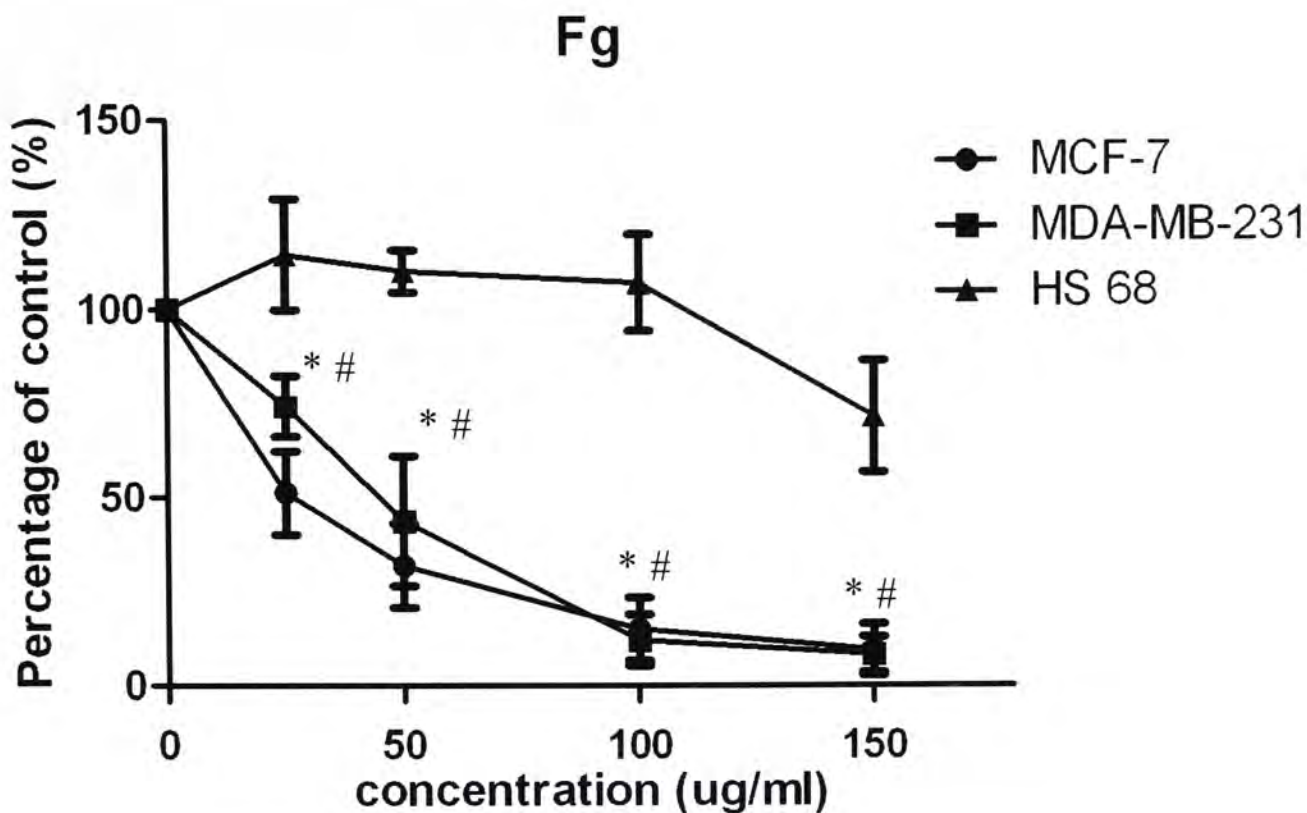 Fg
Percentage of control (%)
150
100
50
0
* #
* #
* #
* #
0 50 100 150
concentration (ug/ml)
MCF-7
MDA-MB-231
HS 68